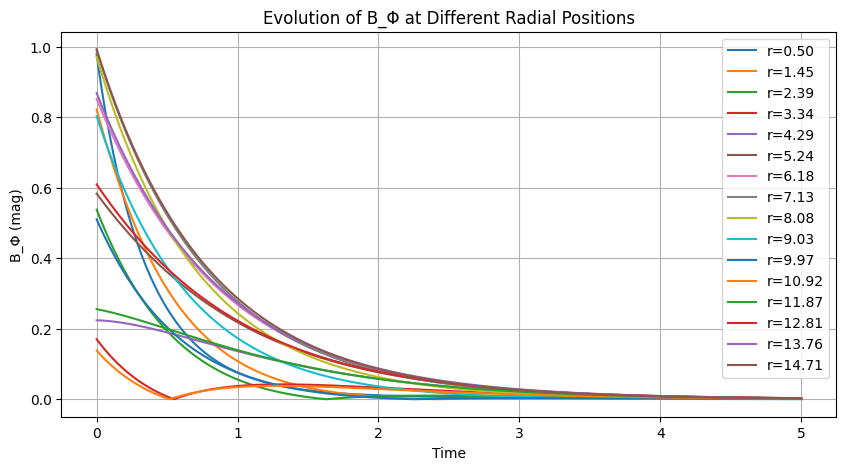 Evolution of B_Φ at Different Radial Positions
B_Φ (mag)
1.0
0.8
0.6
0.4
0.2
0.0
0
1
2
3
4
5
Time
r=0.50
r=1.45
r=2.39
r=3.34
r=4.29
r=5.24
r=6.18
r=7.13
r=8.08
r=9.03
r=9.97
r=10.92
r=11.87
r=12.81
r=13.76
r=14.71